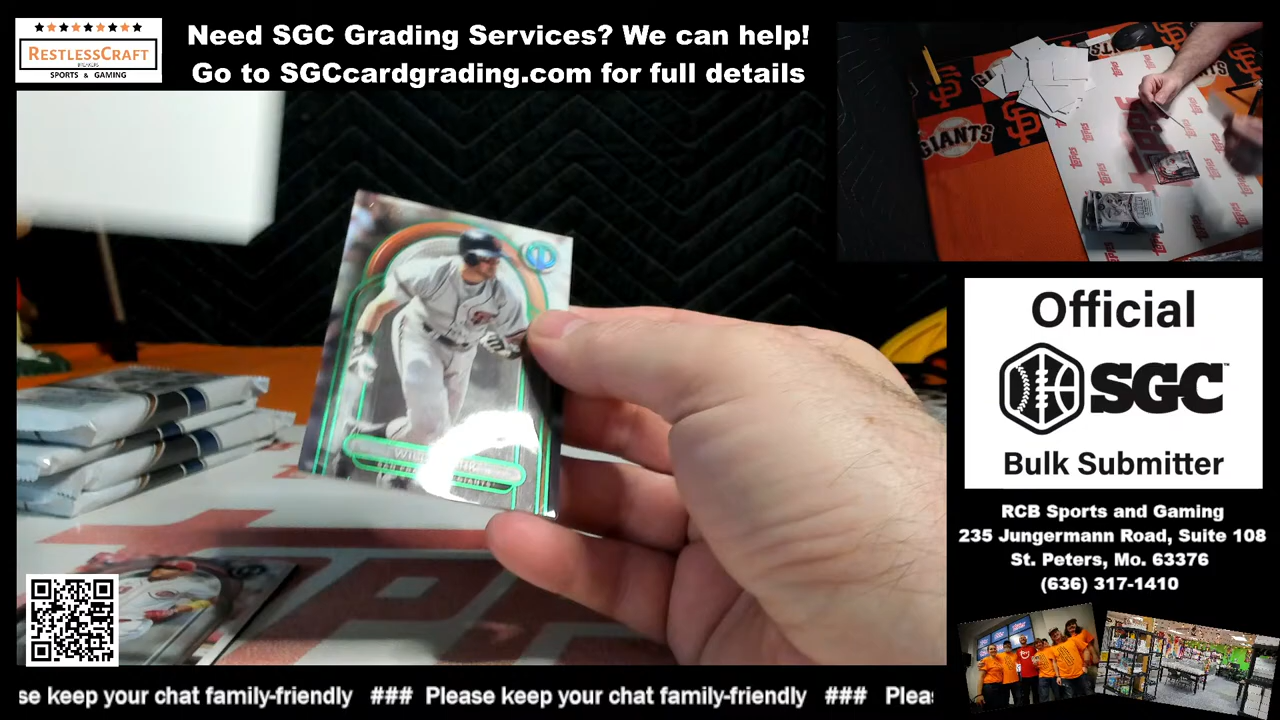 RESTLESSCRAFT
SPORTS & GAMING
Need SGC Grading Services? We can help!
Go to SGCcardgrading.com for full details
GIANTS
SF
Official
SGC
Bulk Submitter
RCB Sports and Gaming
235 Jungermann Road, Suite 108
St. Peters, Mo. 63376
(636) 317-1410
se keep your chat family-friendly ### Please keep your chat family-friendly ### Pleas